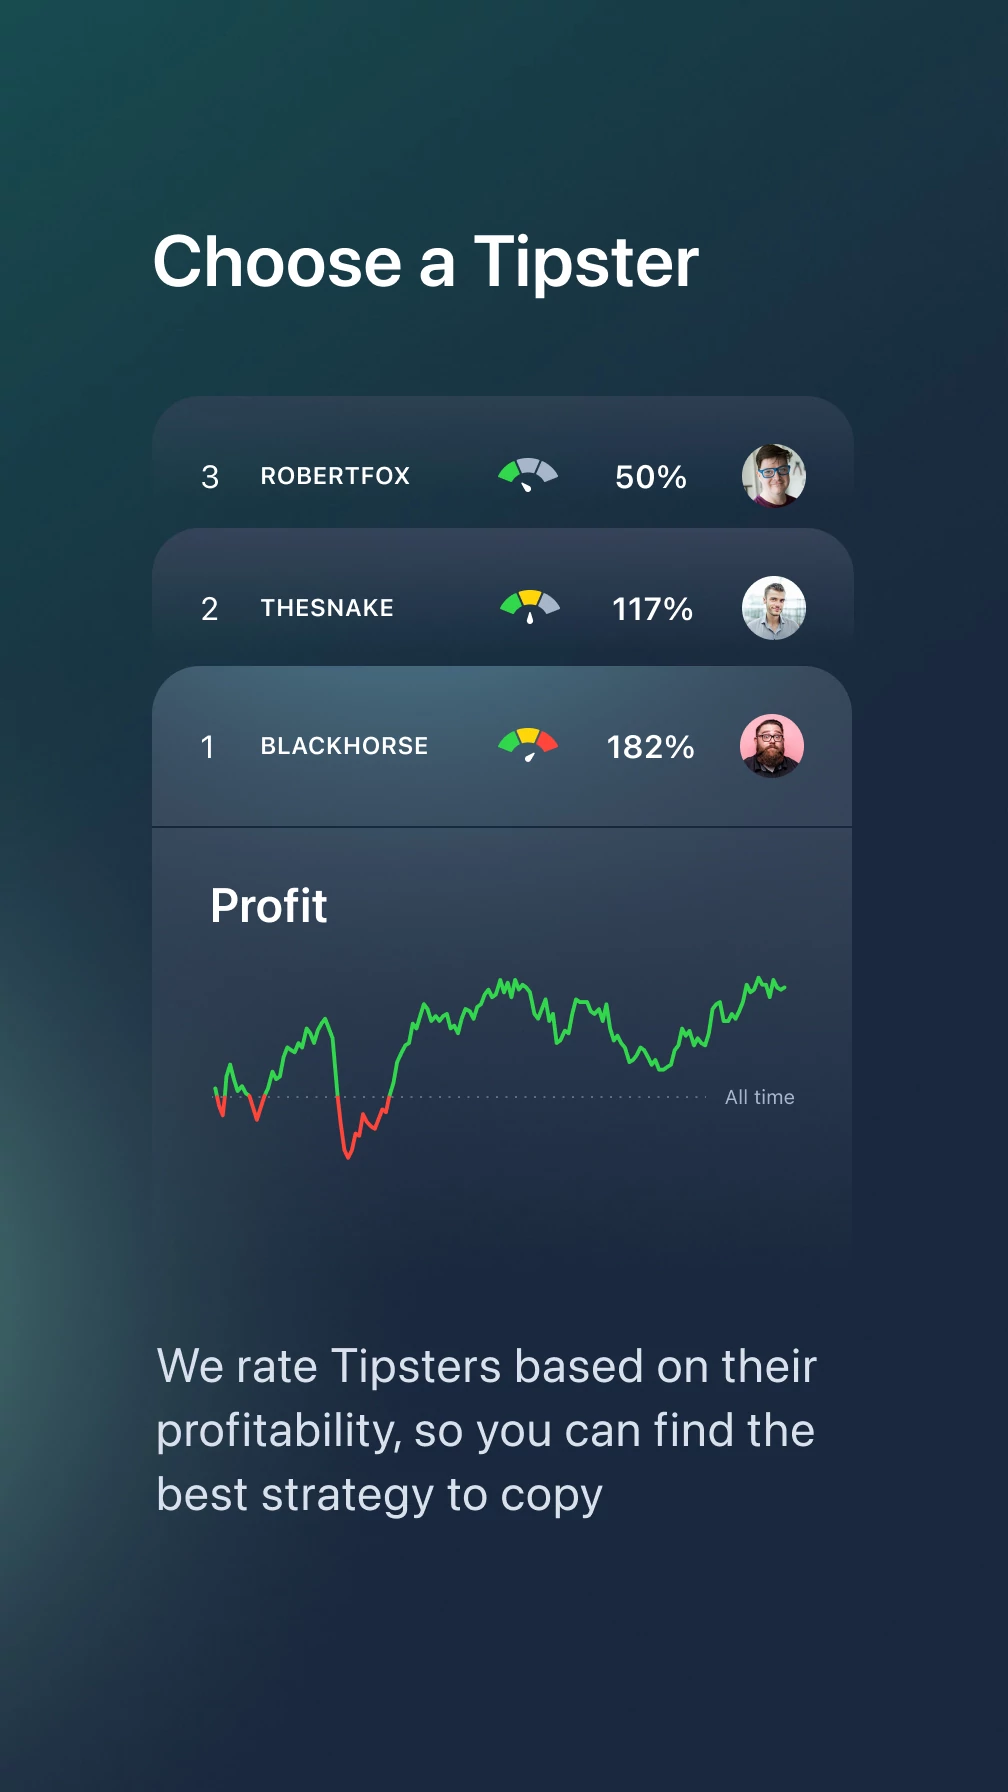 Choose a Tipster
3 ROBERTFOX 50%
2 THESNAKE 117%
1 BLACKHORSE 182%
Profit
All time
We rate Tipsters based on their
profitability, so you can find the
best strategy to copy